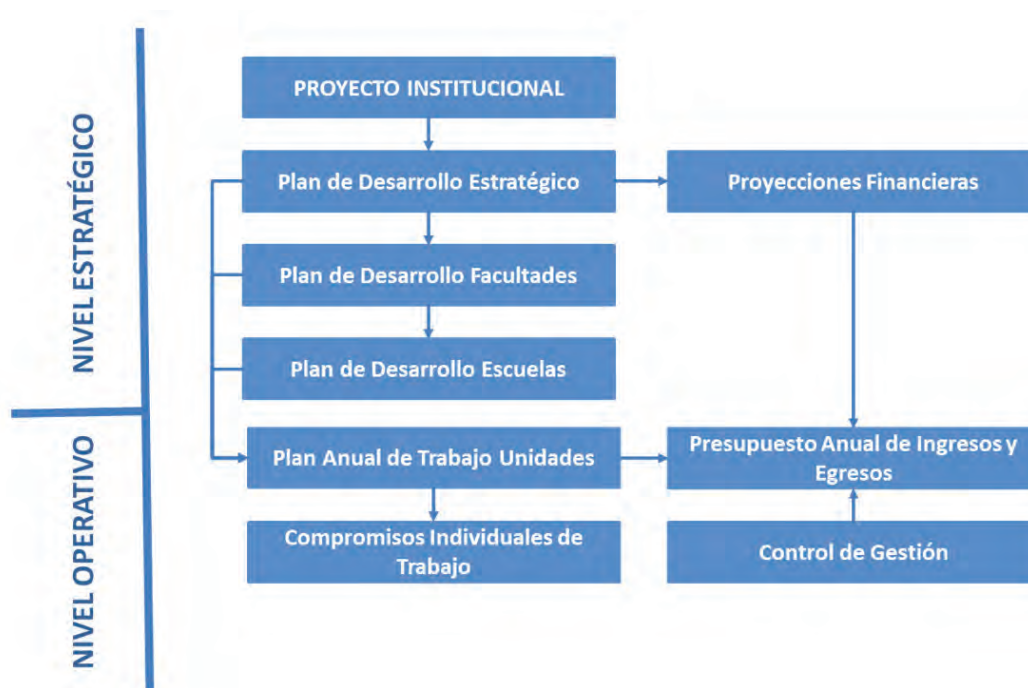 NIVEL ESTRATÉGICO
PROYECTO INSTITUCIONAL
Plan de Desarrollo Estratégico
Proyecciones Financieras
Plan de Desarrollo Facultades
Plan de Desarrollo Escuelas
NIVEL OPERATIVO
Plan Anual de Trabajo Unidades
Presupuesto Anual de Ingresos y
Egresos
Compromisos Individuales de
Trabajo
Control de Gestión